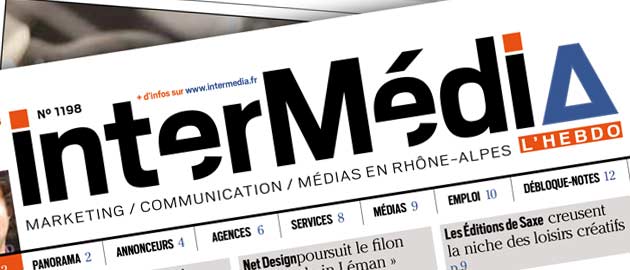 Nº 1198
+ d'infos sur www.intermedia.fr
interMédiA
L'HEBDO
MARKETING / COMMUNICATION / MÉDIAS EN RHÔNE-ALPES
PANORAMA 2 ANNONCEURS 4 AGENCES 6 SERVICES 8 MÉDIAS 9 EMPLOI 10 DÉBLOQUE-NOTES 12
Net Design poursuit le filon
Léman »
Les Éditions de Saxe creusent
la niche des loisirs créatifs
p.9